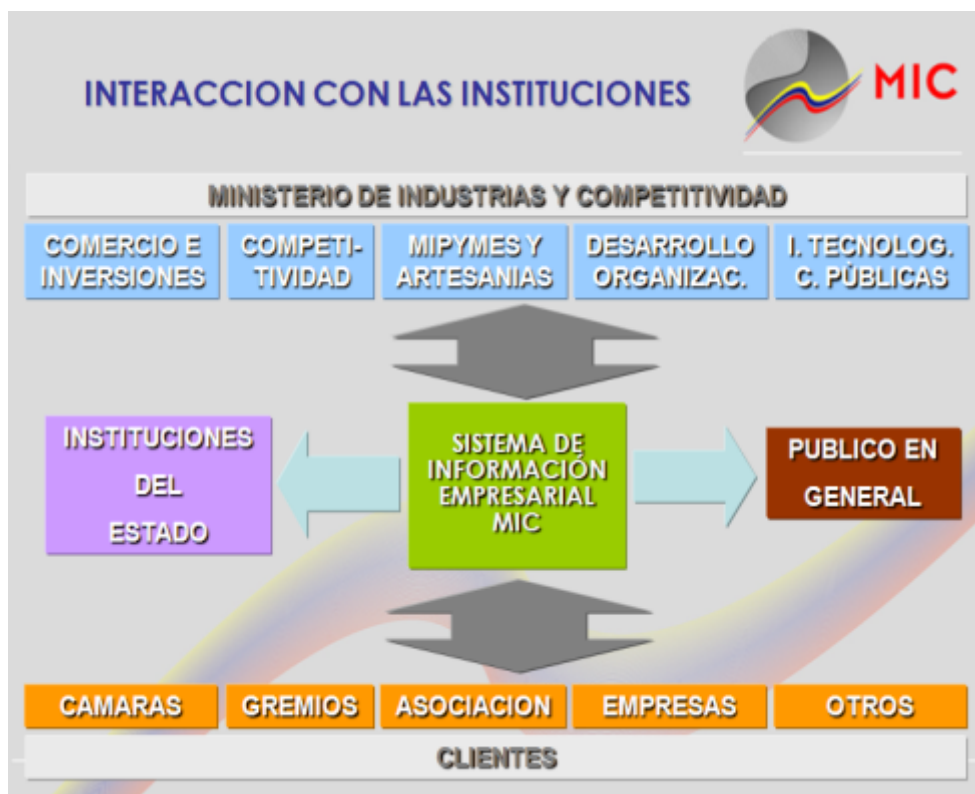 INTERACCION CON LAS INSTITUCIONES
MIC
MINISTERIO DE INDUSTRIAS Y COMPETITIVIDAD
COMERCIO E
INVERSIONES
COMPETI-
TIVIDAD
MIPYMES Y
ARTESANIAS
DESARROLLO
ORGANIZAC.
I. TECNOLOG.
C. PÙBLICAS
INSTITUCIONES
DEL
ESTADO
SISTEMA DE
INFORMACIÓN
EMPRESARIAL
MIC
PUBLICO EN
GENERAL
CAMARAS
GREMIOS
ASOCIACION
EMPRESAS
OTROS
CLIENTES